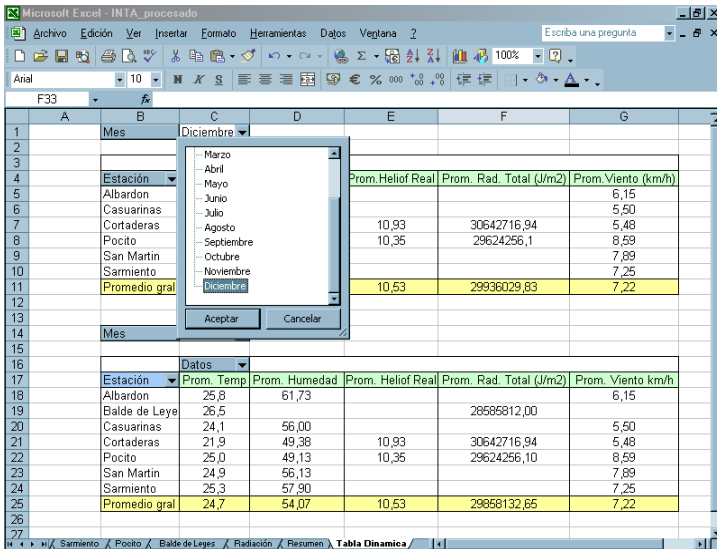 Microsoft Excel - INTA_procesado
Archivo Edición Ver Insertar Formato Herramientas Datos Ventana ? Escriba una pregunta
100%
Arial 10 N K S € % 000
F33 fx
A B C D E F G
1 Mes Diciembre
2
3
4 Estación Prom.Heliof Real Prom. Rad. Total (J/m2) Prom.Viento (km/h)
5 Albardon 6,15
6 Casuarinas 5,50
7 Cortaderas 10,93 30642716,94 5,48
8 Pocito 10,35 29624256,1 8,59
9 San Martin 7,89
10 Sarmiento 7,25
11 Promedio gral 10,53 29936029,83 7,22
12
13
14 Mes
15
16 Datos
17 Estación Prom. Temp Prom. Humedad Prom. Heliof Real Prom. Rad. Total (J/m2) Prom. Viento km/h
18 Albardon 25,8 61,73 6,15
19 Balde de Leye 26,5 28585812,00
20 Casuarinas 24,1 56,00 5,50
21 Cortaderas 21,9 49,38 10,93 30642716,94 5,48
22 Pocito 25,0 49,13 10,35 29624256,10 8,59
23 San Martin 24,9 56,13 7,89
24 Sarmiento 25,3 57,90 7,25
25 Promedio gral 24,7 54,07 10,53 29858132,65 7,22
26
27
Marzo
Abril
Mayo
Junio
Julio
Agosto
Septiembre
Octubre
Noviembre
Diciembre
Aceptar Cancelar
Sarmiento Pocito Balde de Leyes Radiación Resumen Tabla Dinamica